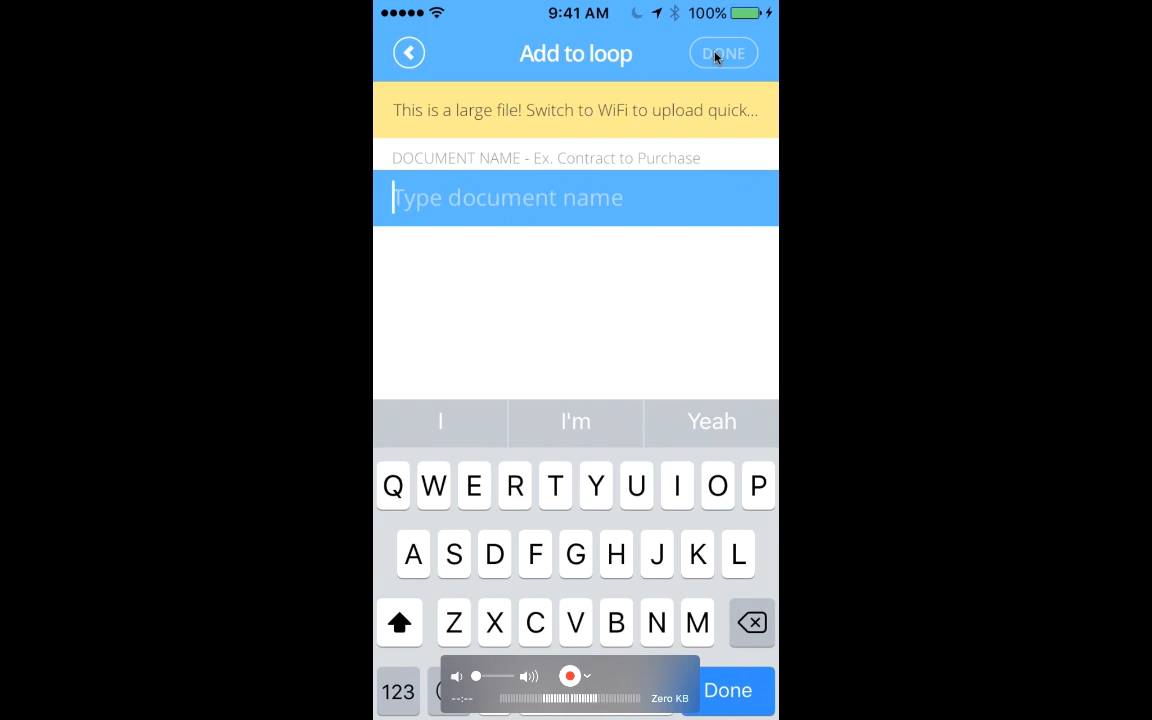 9:41 AM 100%
Add to loop DONE
This is a large file! Switch to WiFi to upload quick...
DOCUMENT NAME - Ex. Contract to Purchase
Type document name
I I'm Yeah
Q W E R T Y U I O P
A S D F G H J K L
Z X C V B N M
123 Done
--:-- Zero KB